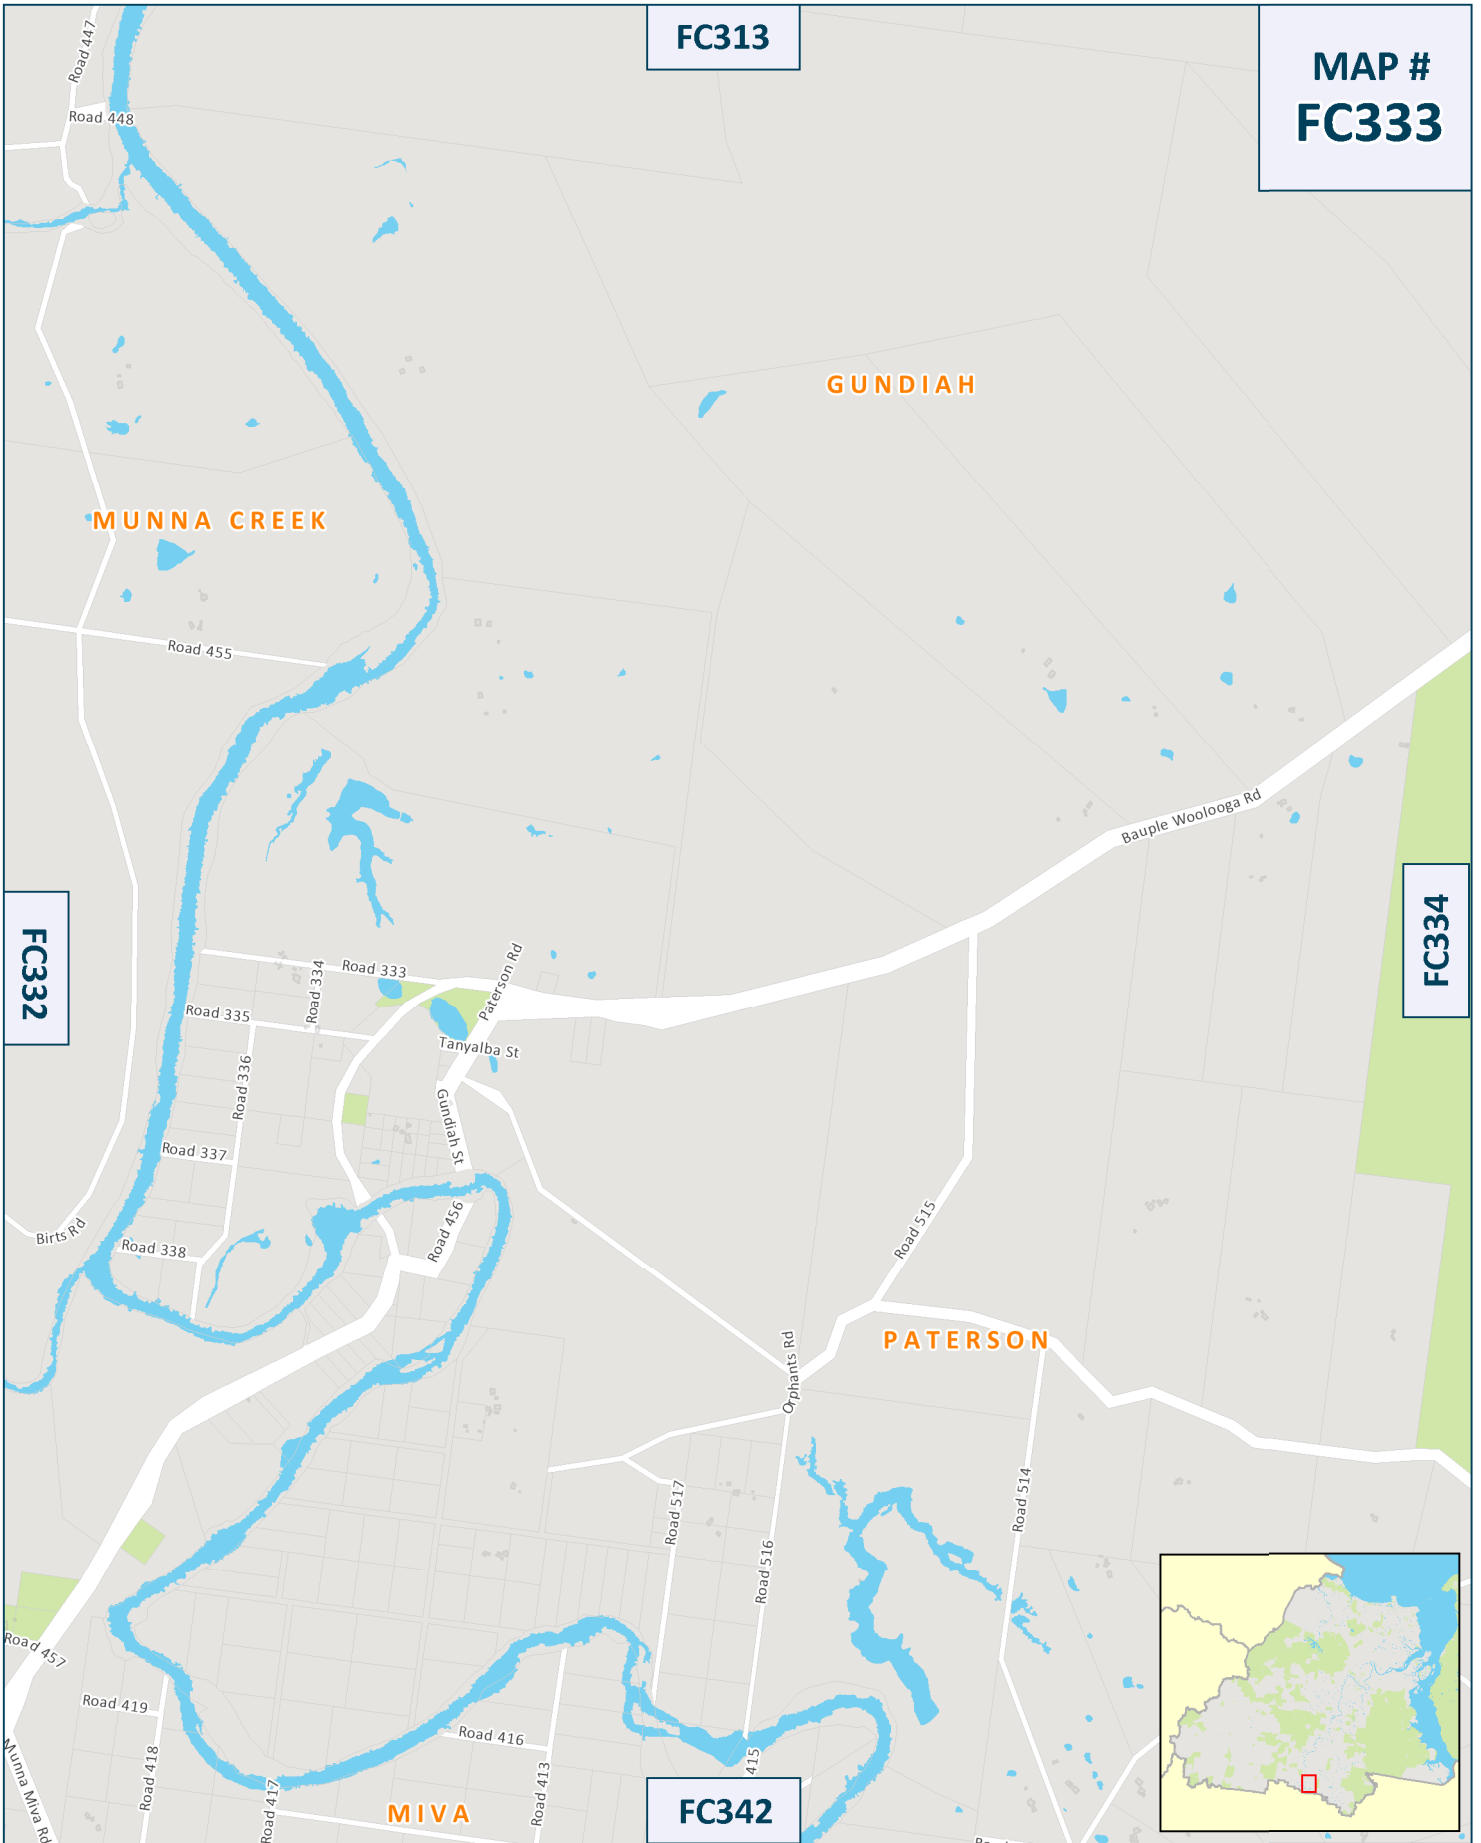 FC313
MAP #
FC333
Road 447
Road 448
GUNDIAH
MUNNA CREEK
Road 455
Bauple Woolooga Rd
FC332
FC334
Road 333
Road 334
Paterson Rd
Road 335
Tanyalba St
Road 336
Gundiah St
Road 337
Road 456
Birts Rd
Road 338
Road 515
Orphants Rd
PATERSON
Road 517
Road 514
Road 516
Road 457
Road 419
Road 418
Road 416
Road 413
415
Munna Miva Rd
Road 417
MIVA
FC342